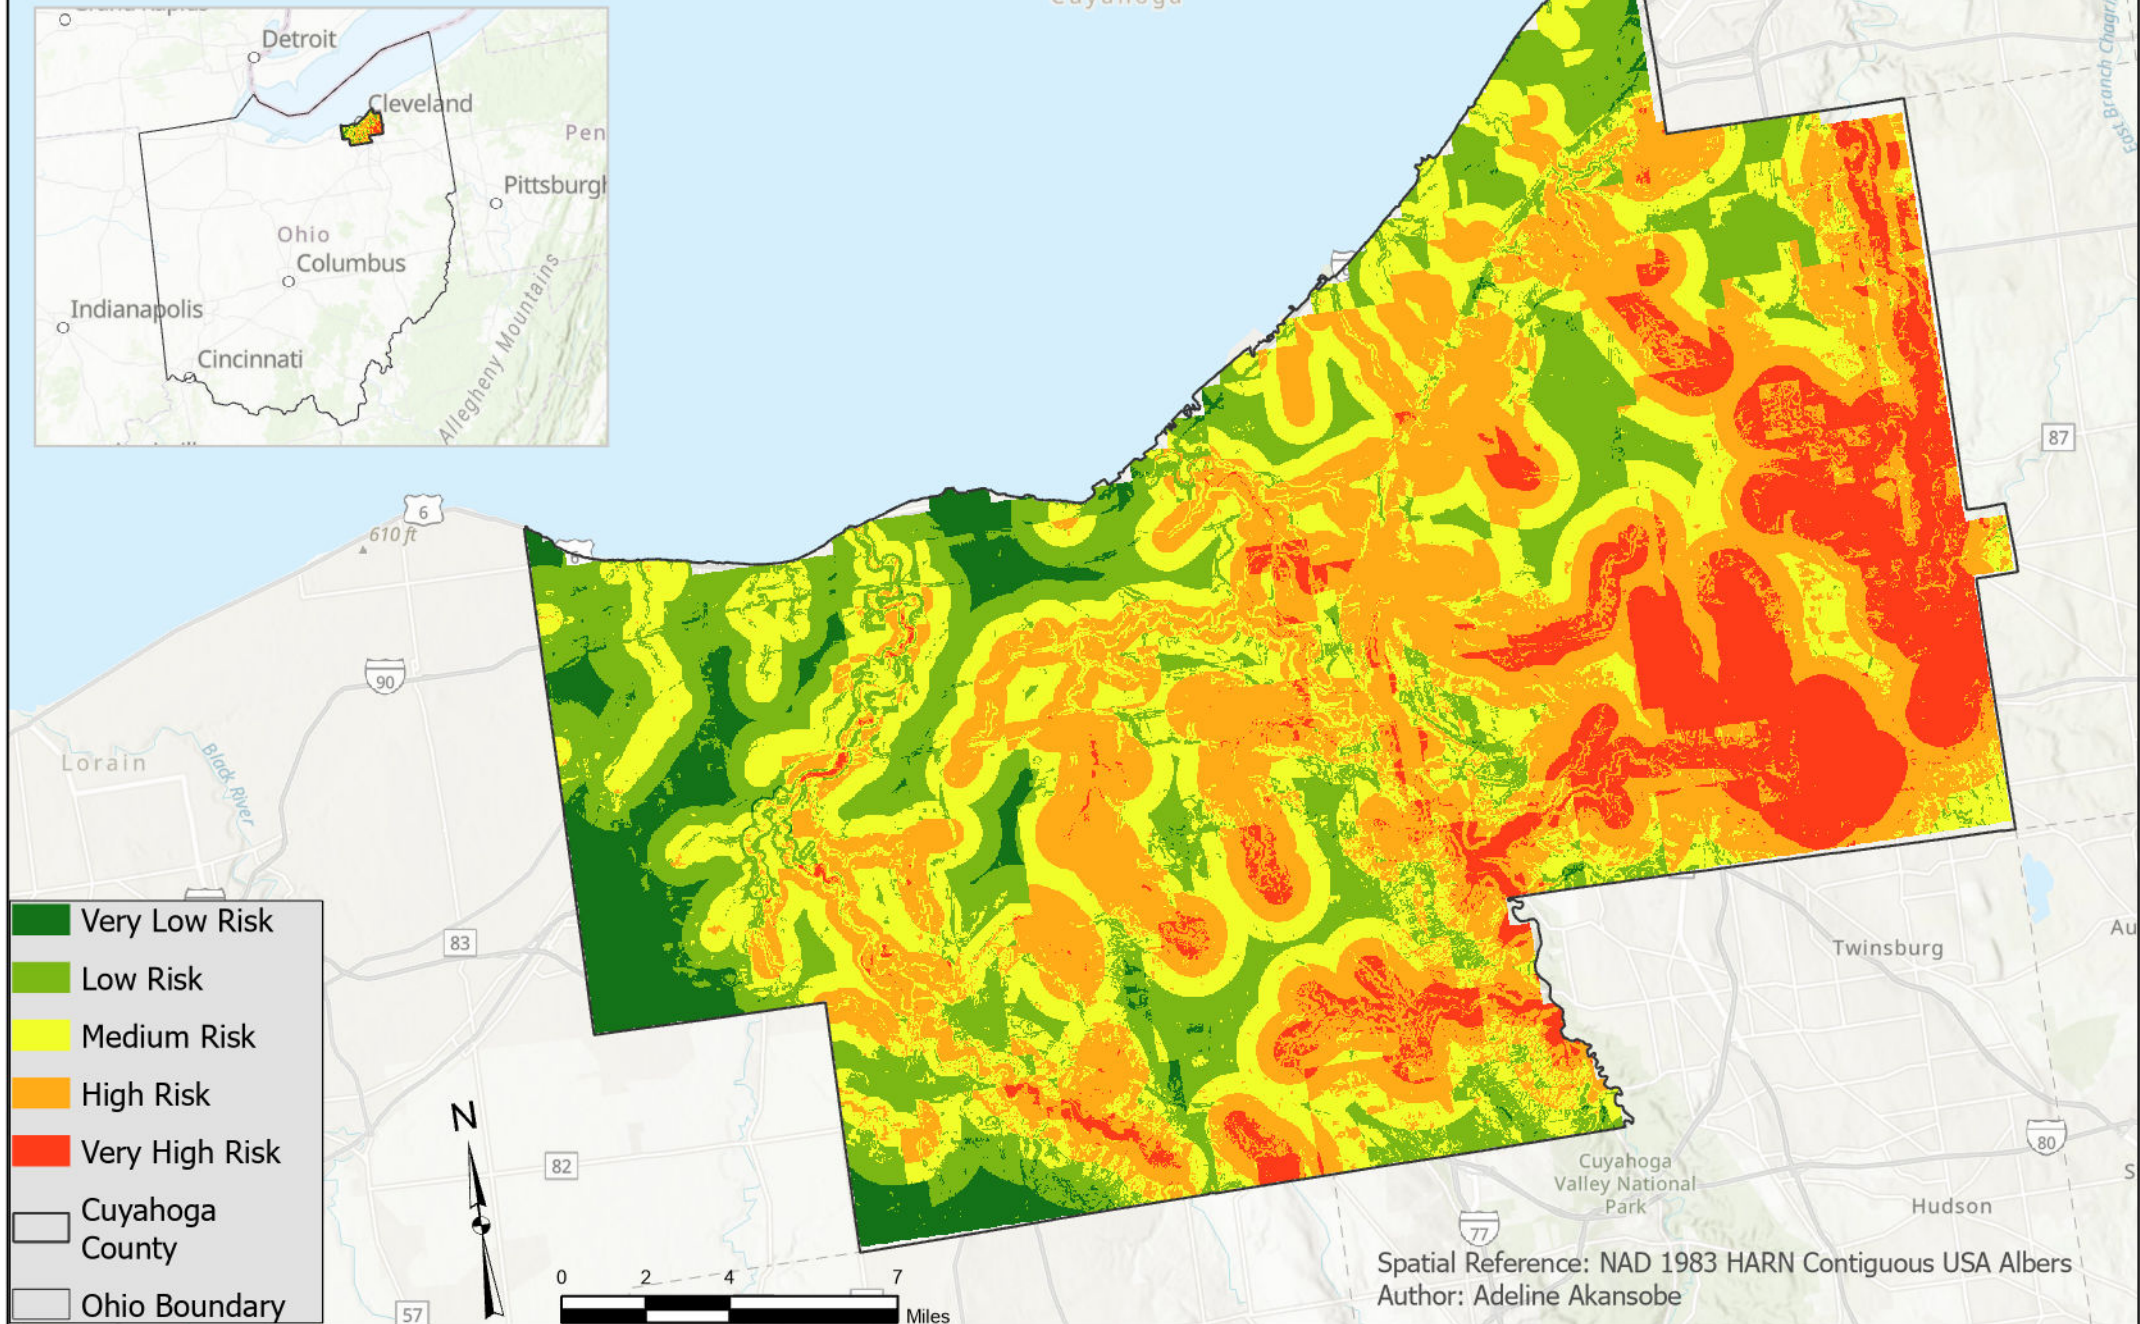 Cuyahoga
Detroit
Cleveland
Pen
Pittsburgh
Ohio
Columbus
Indianapolis
Cincinnati
Allegheny Mountains
East Branch Chagri
87
6
610 ft
90
Lorain
Black River
83
Very Low Risk
Low Risk
Medium Risk
High Risk
Very High Risk
Cuyahoga
County
Ohio Boundary
N
82
57
0 2 4 7
Miles
Twinsburg
Au
80
Cuyahoga
Valley National
Park
Hudson
S
77
Spatial Reference: NAD 1983 HARN Contiguous USA Albers
Author: Adeline Akansobe